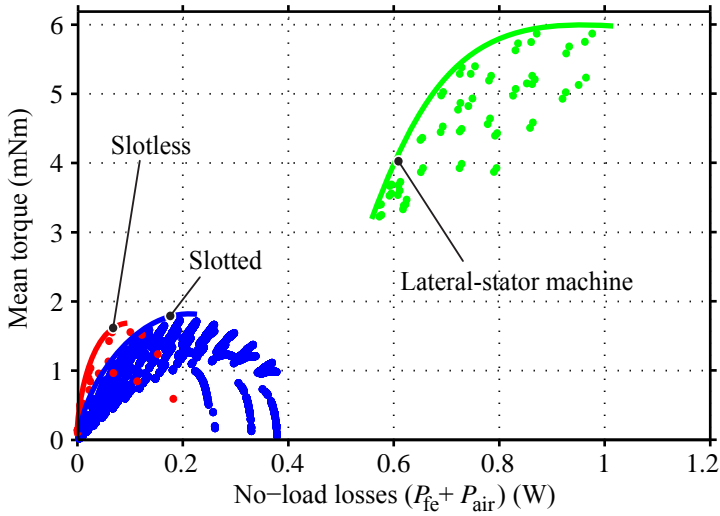 6
5
4
3
2
1
0
Mean torque (mNm)
Slotless
Slotted
Lateral-stator machine
0
0.2
0.4
0.6
0.8
1
1.2
No−load losses (Pfe+ Pair) (W)